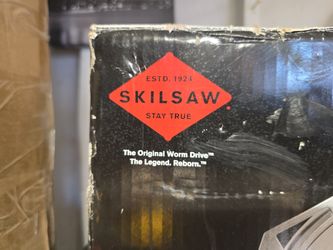 ESTD. 1924
SKILSAW
STAY TRUE
The Original Worm Drive™
The Legend. Reborn.™